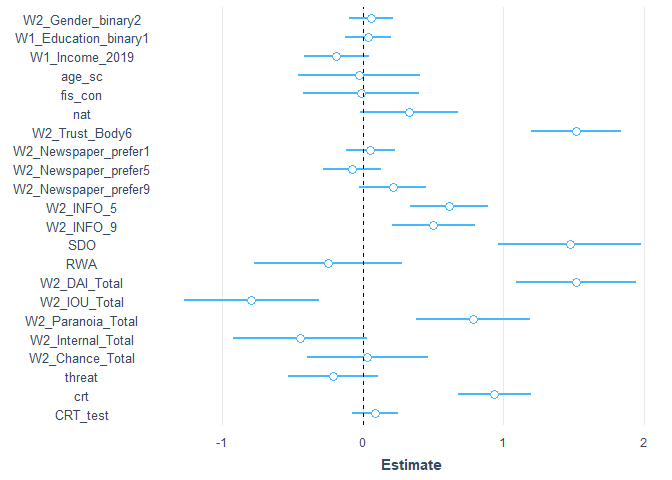 W2_Gender_binary2
W1_Education_binary1
W1_Income_2019
age_sc
fis_con
nat
W2_Trust_Body6
W2_Newspaper_prefer1
W2_Newspaper_prefer5
W2_Newspaper_prefer9
W2_INFO_5
W2_INFO_9
SDO
RWA
W2_DAI_Total
W2_IOU_Total
W2_Paranoia_Total
W2_Internal_Total
W2_Chance_Total
threat
crt
CRT_test
-1 0 1 2
Estimate